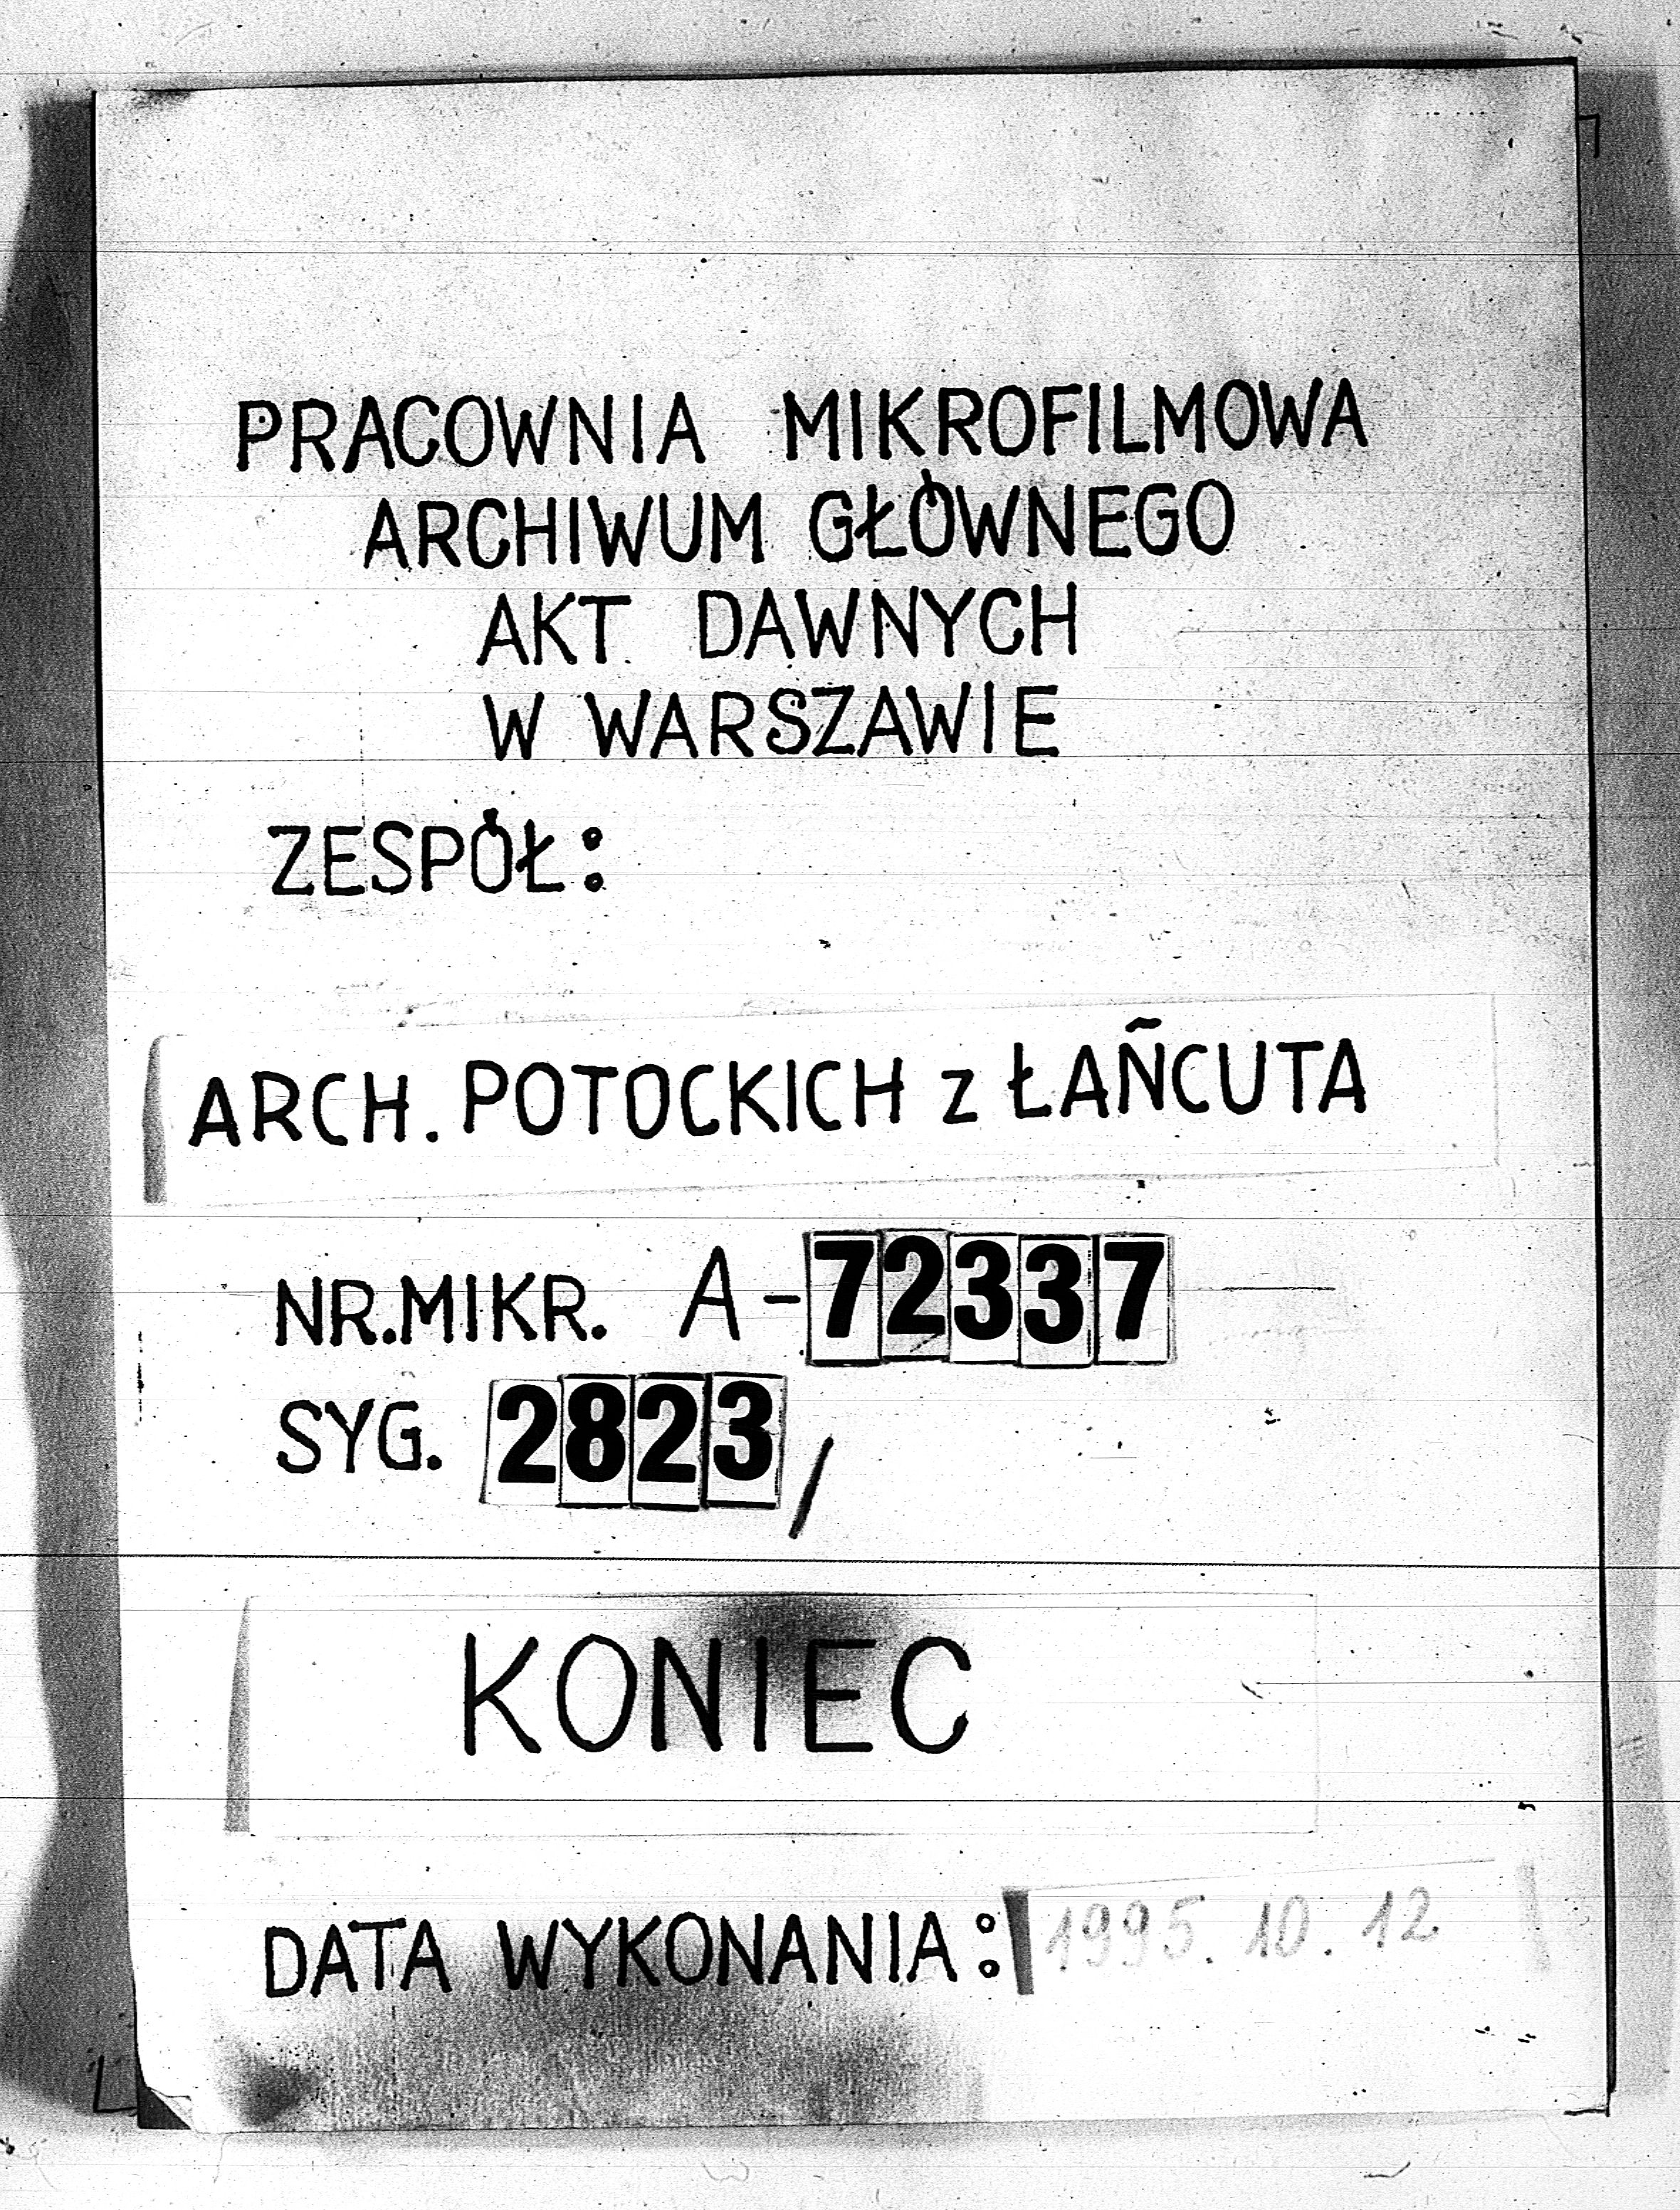 PRACOWNIA MIKROFILMOWA
ARCHIWUM GŁÓWNEGO
AKT DAWNYCH
W WARSZAWIE
ZESPÓŁ:
ARCH. POTOCKICH z ŁAŃCUTA
NR.MIKR. A-72337
SYG. 2823/
KONIEC
DATA WYKONANIA: 1995. 10. 12